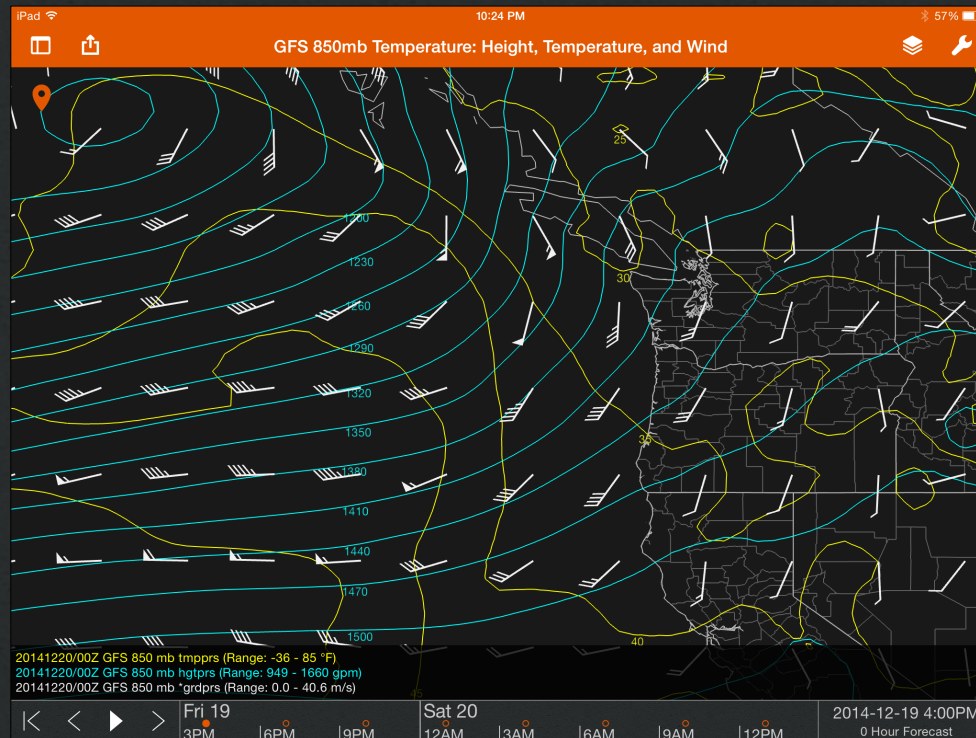 iPad 10:24 PM 57%
GFS 850mb Temperature: Height, Temperature, and Wind
25
1200
1230
30
1260
1290
1320
1350
35
1380
1410
1440
1470
1500
40
45
20141220/00Z GFS 850 mb tmpprs (Range: -36 - 85 °F)
20141220/00Z GFS 850 mb hgtprs (Range: 949 - 1660 gpm)
20141220/00Z GFS 850 mb *grdprs (Range: 0.0 - 40.6 m/s)
Fri 19 Sat 20 2014-12-19 4:00PM
3PM 6PM 9PM 12AM 3AM 6AM 9AM 12PM 0 Hour Forecast